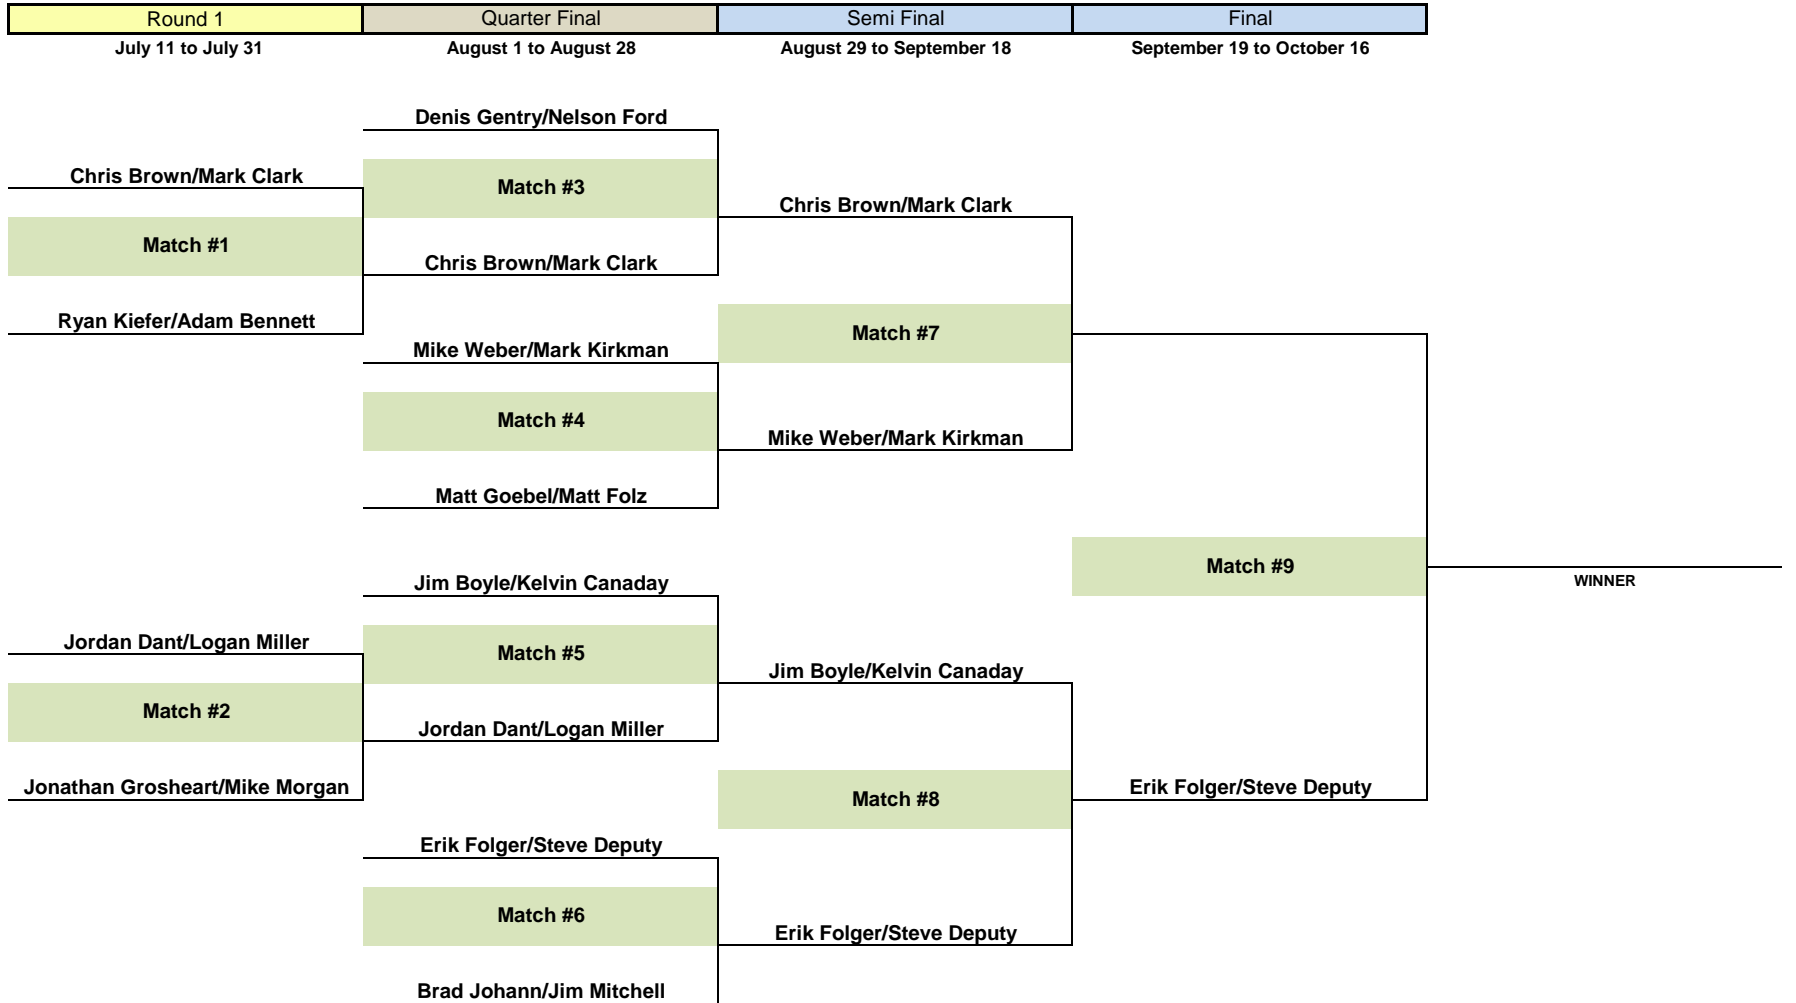 Round 1 Quarter Final Semi Final Final
July 11 to July 31 August 1 to August 28 August 29 to September 18 September 19 to October 16
Denis Gentry/Nelson Ford
Chris Brown/Mark Clark
Match #3
Chris Brown/Mark Clark
Match #1
Chris Brown/Mark Clark
Ryan Kiefer/Adam Bennett
Match #7
Mike Weber/Mark Kirkman
Match #4
Mike Weber/Mark Kirkman
Matt Goebel/Matt Folz
Match #9
Jim Boyle/Kelvin Canaday
WINNER
Jordan Dant/Logan Miller
Match #5
Jim Boyle/Kelvin Canaday
Match #2
Jordan Dant/Logan Miller
Jonathan Grosheart/Mike Morgan
Match #8
Erik Folger/Steve Deputy
Erik Folger/Steve Deputy
Match #6
Erik Folger/Steve Deputy
Brad Johann/Jim Mitchell